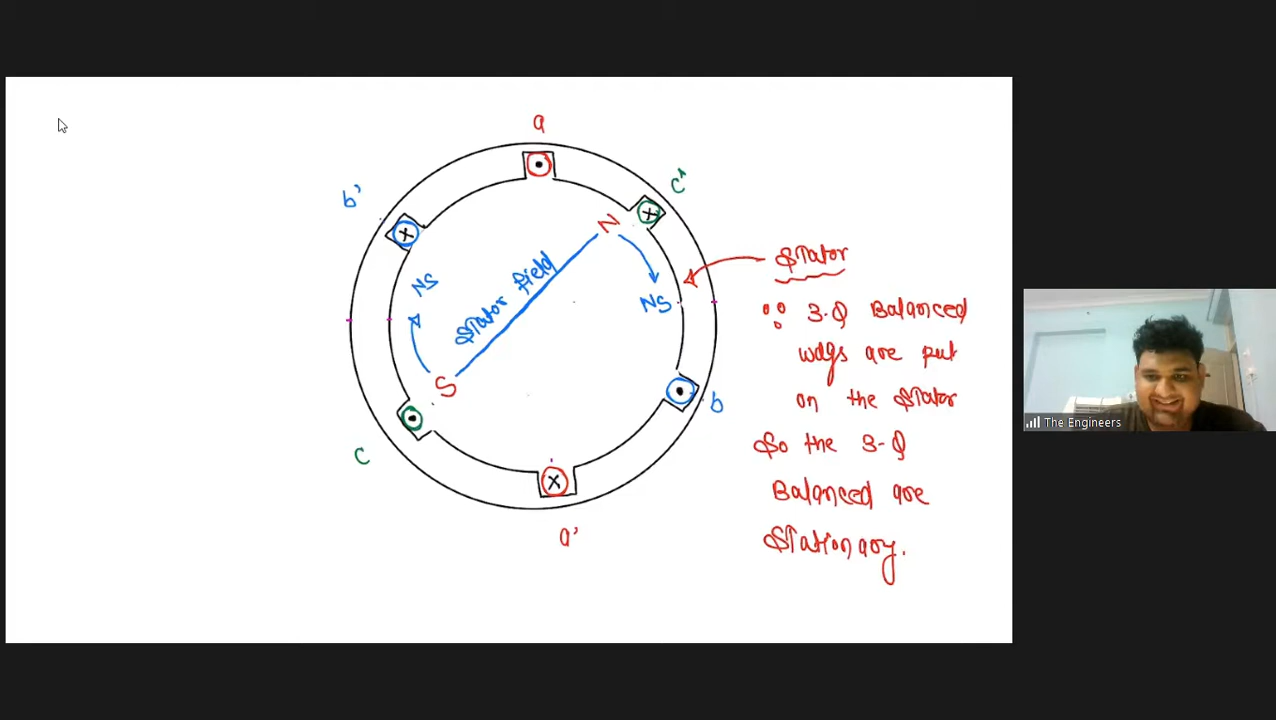 a
c'
b'
N
Stator
Stator field
NS
NS
∵ 3-Φ Balanced
wdgs are put
on the Stator
S
b
c
So the 3-Φ
Balanced are
a'
Stationary.
The Engineers